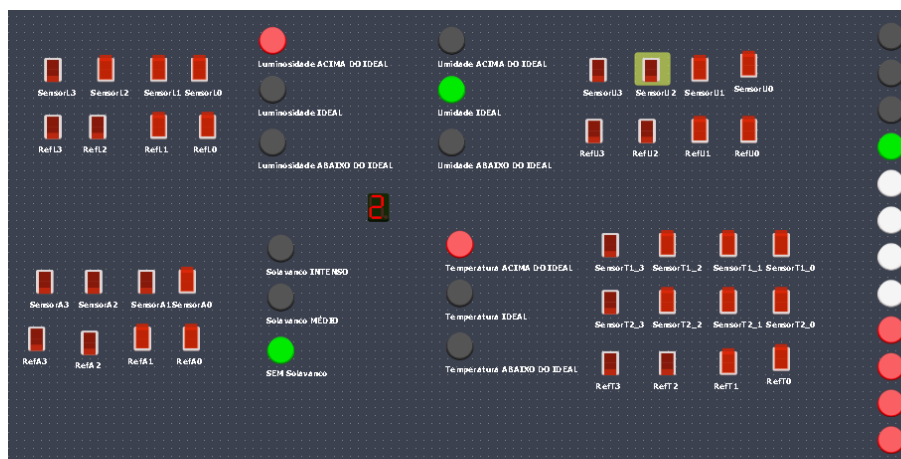 Luminosidade ACIMA DO IDEAL
Umidade ACIMA DO IDEAL
SensorL3 SensorL2 SensorL1 SensorL0
SensorU3 SensorU2 SensorU1 SensorU0
Luminosidade IDEAL
Umidade IDEAL
RefL3 RefL2 RefL1 RefL0
RefU3 RefU2 RefU1 RefU0
Luminosidade ABAIXO DO IDEAL
Umidade ABAIXO DO IDEAL
2
Solavanco INTENSO
Temperatura ACIMA DO IDEAL
SensorT1_3 SensorT1_2 SensorT1_1 SensorT1_0
SensorA3 SensorA2 SensorA1 SensorA0
Solavanco MÉDIO
Temperatura IDEAL
SensorT2_3 SensorT2_2 SensorT2_1 SensorT2_0
RefA3 RefA2 RefA1 RefA0
SEM Solavanco
Temperatura ABAIXO DO IDEAL
RefT3 RefT2 RefT1 RefT0